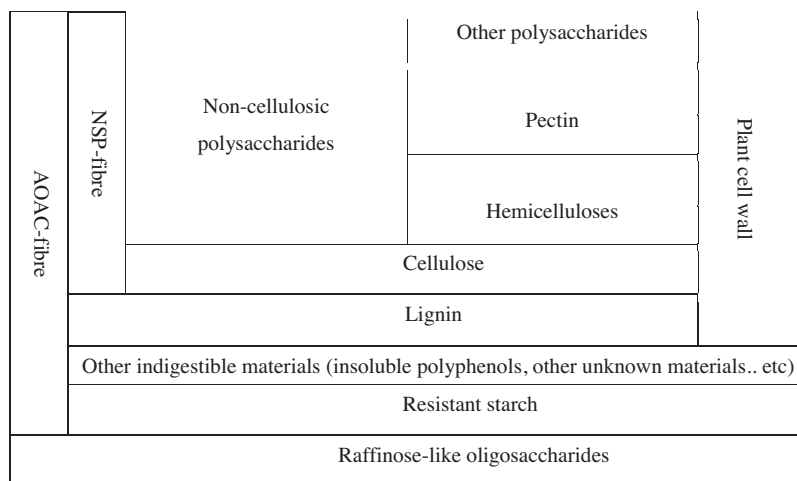 Other polysaccharides
Non-cellulosic
polysaccharides
Pectin
Hemicelluloses
Cellulose
Lignin
Other indigestible materials (insoluble polyphenols, other unknown materials.. etc)
Resistant starch
Raffinose-like oligosaccharides
AOAC-fibre
NSP-fibre
Plant cell wall